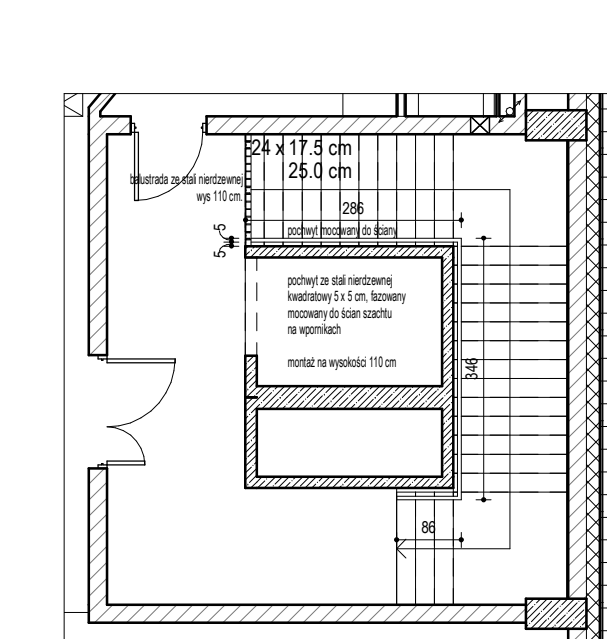 24 x 17.5 cm
25.0 cm
balustrada ze stali nierdzewnej
wys 110 cm.
286
pochwyt mocowany do ściany
5
5
pochwyt ze stali nierdzewnej
kwadratowy 5 x 5 cm, fazowany
mocowany do ścian szachtu
na wpornikach
montaż na wysokości 110 cm
346
86